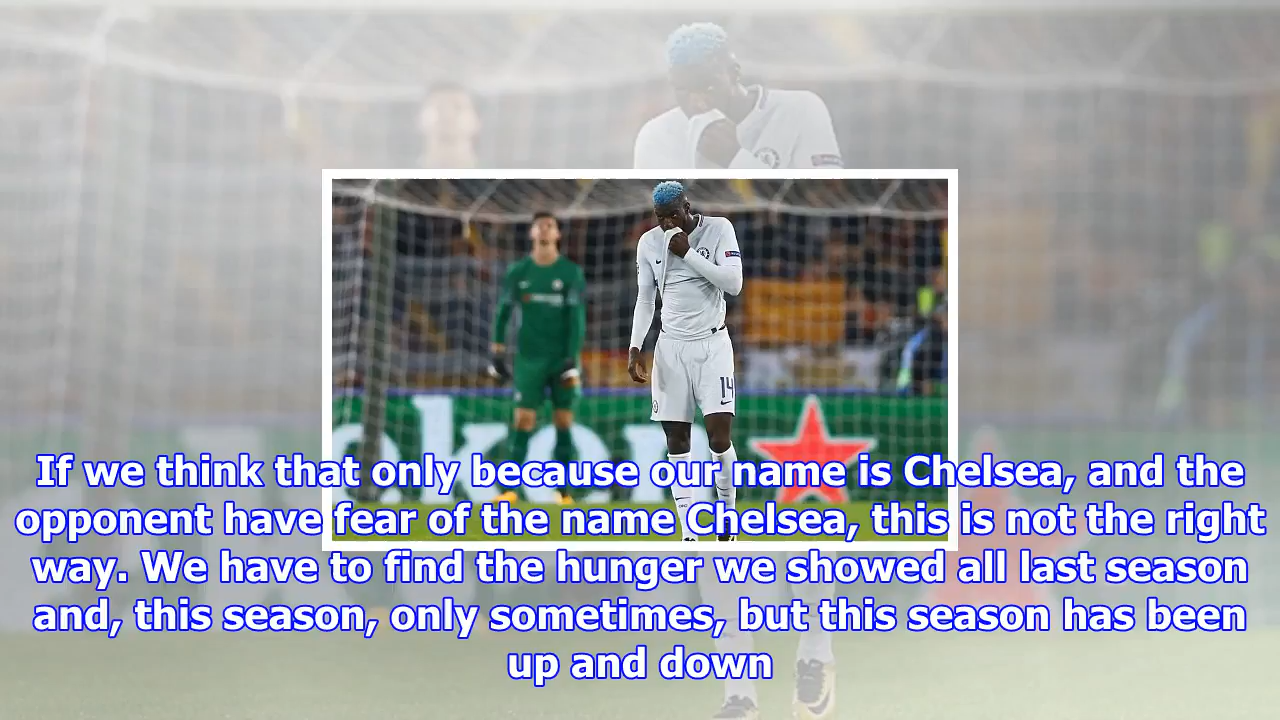 14
If we think that only because our name is Chelsea, and the
opponent have fear of the name Chelsea, this is not the right
way. We have to find the hunger we showed all last season
and, this season, only sometimes, but this season has been
up and down